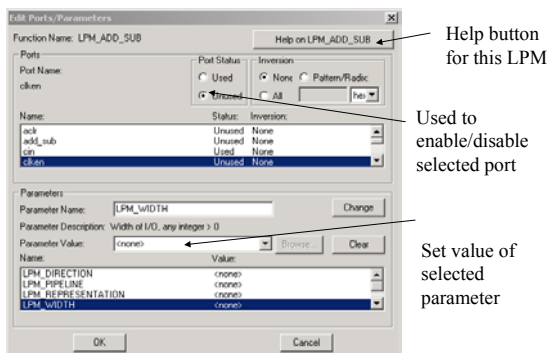 Edit Ports/Parameters
Function Name: LPM_ADD_SUB
Help on LPM_ADD_SUB
Ports
Port Name:
clken
Port Status
Used
Unused
Inversion
None
Pattern/Radix:
All
Name: Status: Inversion:
aclr Unused None
add_sub Unused None
cin Used None
clken Unused None
Parameters
Parameter Name: LPM_WIDTH Change
Parameter Description: Width of I/O, any integer > 0
Parameter Value: <none> Browse... Clear
Name: Value:
LPM_DIRECTION <none>
LPM_PIPELINE <none>
LPM_REPRESENTATION <none>
LPM_WIDTH <none>
OK Cancel
Help button
for this LPM
Used to
enable/disable
selected port
Set value of
selected
parameter